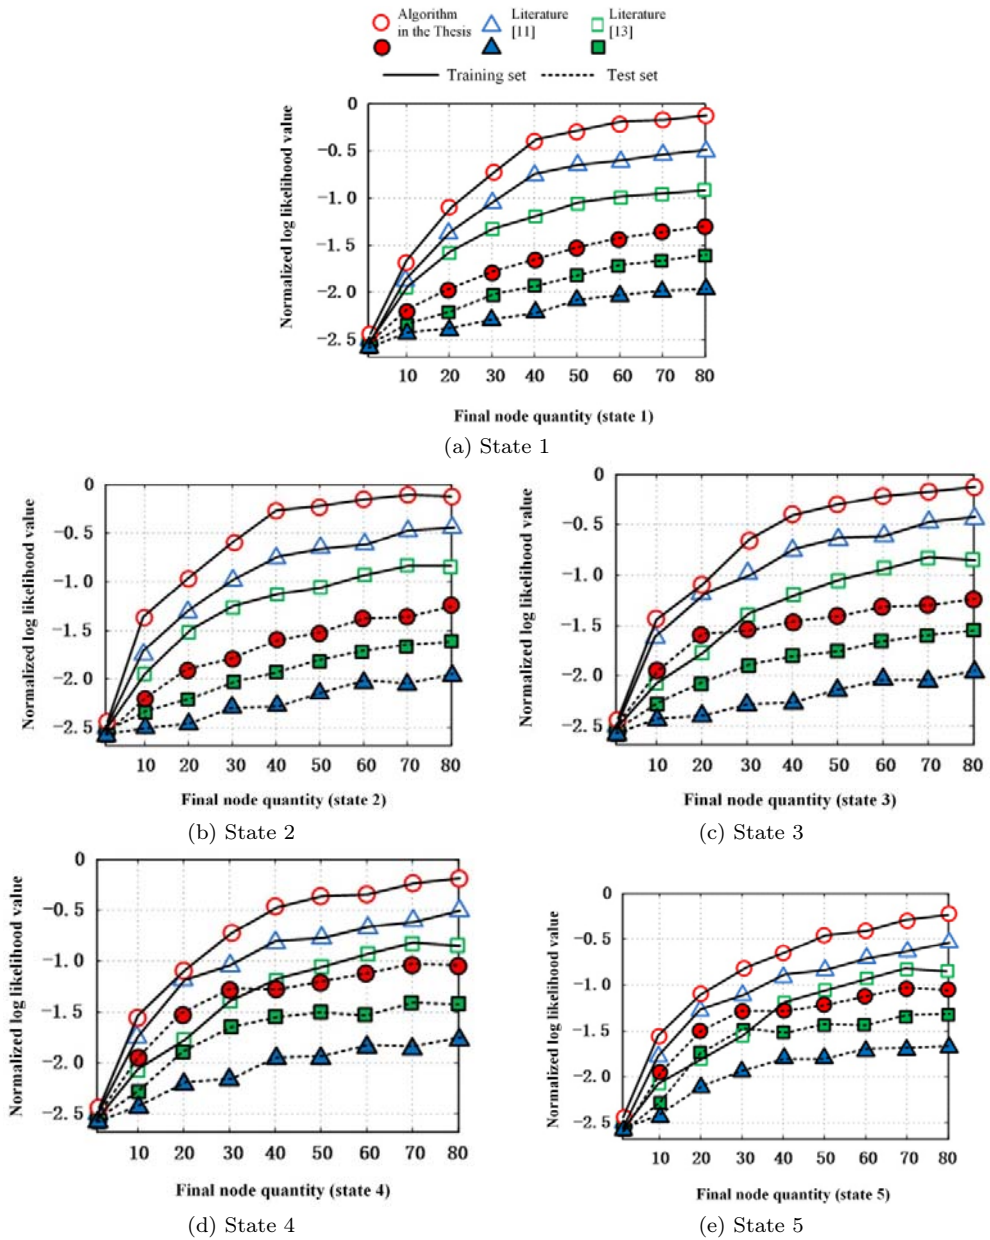 Algorithm in the Thesis
Literature [11]
Literature [13]
Training set
Test set
Normalized log likelihood value
0
−0.5
−1.0
−1.5
−2.0
−2.5
10 20 30 40 50 60 70 80
Final node quantity (state 1)
(a) State 1
Normalized log likelihood value
0
−0.5
−1.0
−1.5
−2.0
−2.5
10 20 30 40 50 60 70 80
Final node quantity (state 2)
(b) State 2
Normalized log likelihood value
0
−0.5
−1.0
−1.5
−2.0
−2.5
10 20 30 40 50 60 70 80
Final node quantity (state 3)
(c) State 3
Normalized log likelihood value
0
−0.5
−1.0
−1.5
−2.0
−2.5
10 20 30 40 50 60 70 80
Final node quantity (state 4)
(d) State 4
Normalized log likelihood value
0
−0.5
−1.0
−1.5
−2.0
−2.5
10 20 30 40 50 60 70 80
Final node quantity (state 5)
(e) State 5